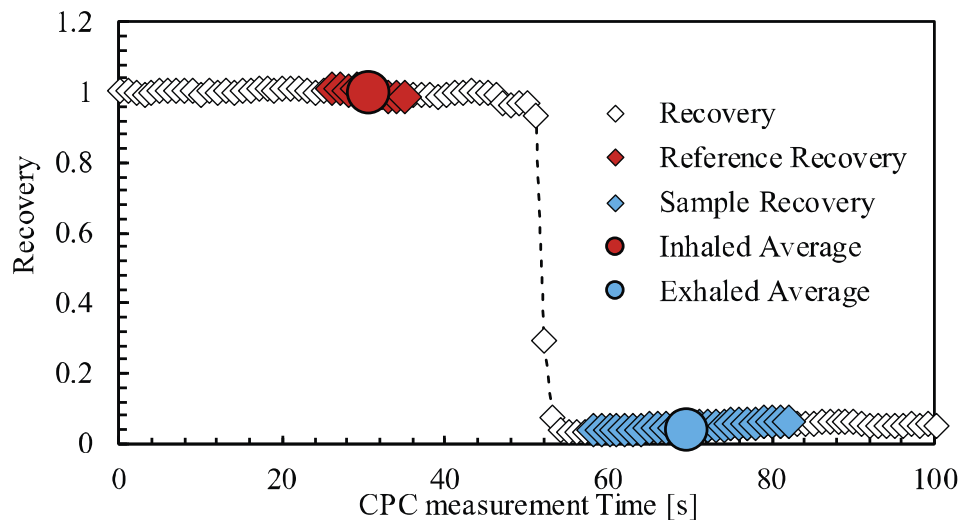 1.2
1
0.8
0.6
0.4
0.2
0
Recovery
Recovery
Reference Recovery
Sample Recovery
Inhaled Average
Exhaled Average
0 20 40 60 80 100
CPC measurement Time [s]